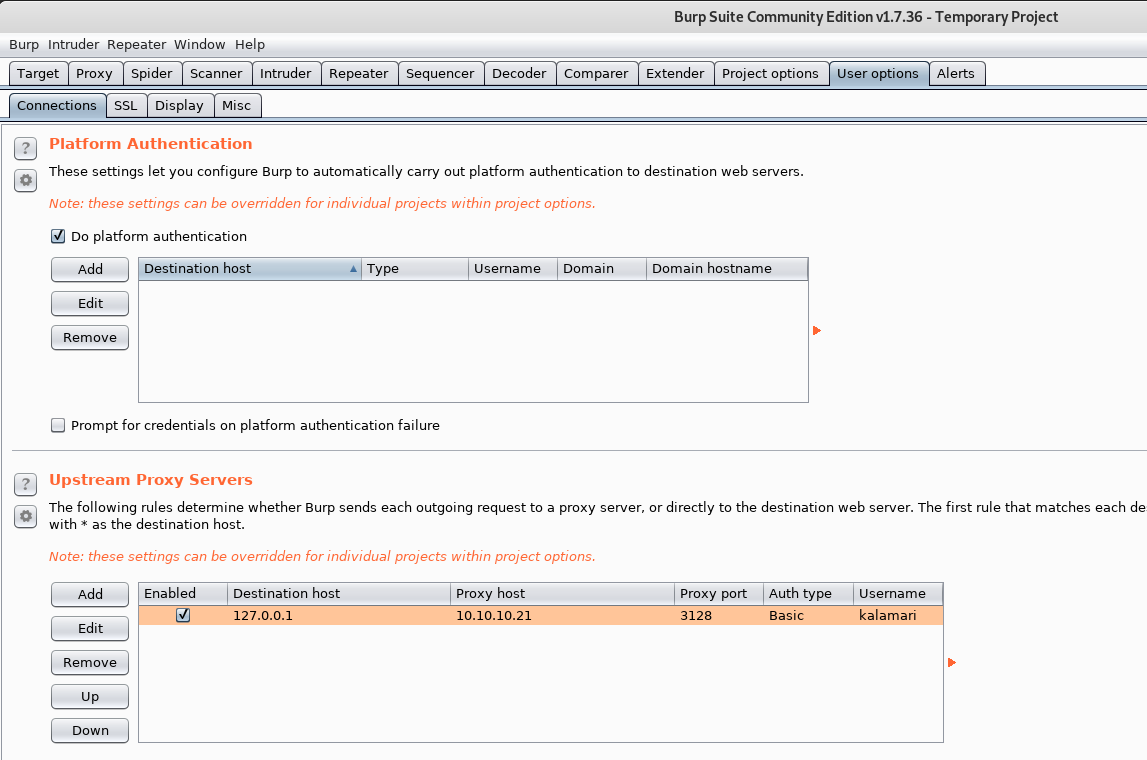 Burp Suite Community Edition v1.7.36 - Temporary Project
Burp Intruder Repeater Window Help
Target Proxy Spider Scanner Intruder Repeater Sequencer Decoder Comparer Extender Project options User options Alerts
Connections SSL Display Misc
? Platform Authentication
These settings let you configure Burp to automatically carry out platform authentication to destination web servers.
Note: these settings can be overridden for individual projects within project options.
Do platform authentication
Add Destination host Type Username Domain Domain hostname
Edit
Remove
Prompt for credentials on platform authentication failure
? Upstream Proxy Servers
The following rules determine whether Burp sends each outgoing request to a proxy server, or directly to the destination web server. The first rule that matches each de
with * as the destination host.
Note: these settings can be overridden for individual projects within project options.
Add Enabled Destination host Proxy host Proxy port Auth type Username
127.0.0.1 10.10.10.21 3128 Basic kalamari
Edit
Remove
Up
Down